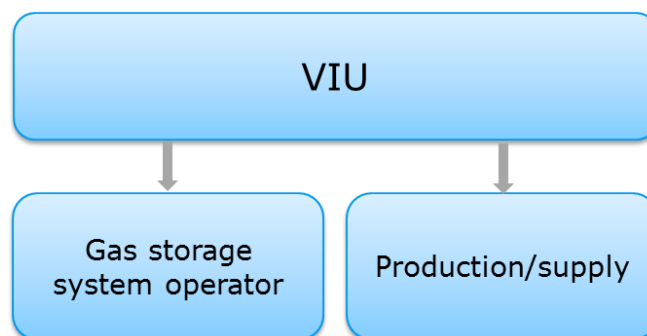 VIU
Gas storage
system operator
Production/supply